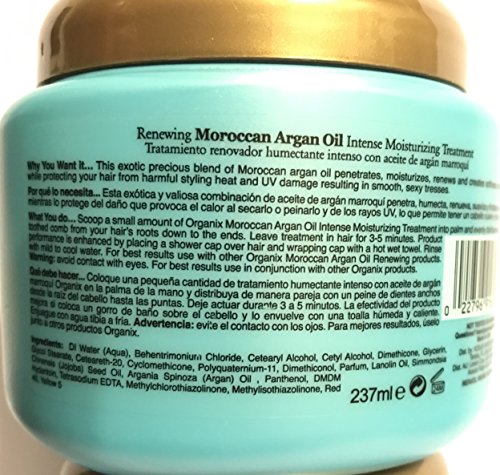 Renewing Moroccan Argan Oil Intense Moisturizing Treatment
Tratamiento renovador humectante intenso con aceite de argán marroquí
Why You Want it... This exotic precious blend of Moroccan argan oil penetrates, moisturizes, renews and creates
while protecting your hair from harmful styling heat and UV damage resulting in smooth, sexy tresses.
Por qué lo necesita... Esta exótica y valiosa combinación de aceite de argán marroquí penetra, humecta, renueva,
mientras lo protege del daño que provoca el calor al secarlo o peinarlo y de los rayos UV, lo que permite tener un cabello
What You do... Scoop a small amount of Organix Moroccan Argan Oil Intense Moisturizing Treatment into palm and evenly
toothed comb from your hair's roots down to the ends. Leave treatment in hair for 3-5 minutes. Product
performance is enhanced by placing a shower cap over hair and wrapping cap with a hot wet towel. Rinse
with mild to cool water. For best results use with other Organix Moroccan Argan Oil Renewing products.
Warning: avoid contact with eyes. For best results use in conjunction with other Organix products.
Qué debe hacer... Coloque una pequeña cantidad de tratamiento humectante intenso con aceite de argán
marroquí Organix en la palma de la mano y distribuya de manera pareja con un peine de dientes anchos
desde la raíz del cabello hasta las puntas. Deje actuar durante 3 a 5 minutos. La efectividad del producto
mejora si coloca un gorro de baño sobre el cabello y lo envuelve con una toalla húmeda y caliente.
Enjuague con agua tibia a fría. Advertencia: evite el contacto con los ojos. Para mejores resultados, úselo
junto a otros productos Organix.
Ingredients: DI Water (Aqua), Behentrimonium Chloride, Cetearyl Alcohol, Cetyl Alcohol, Dimethicone, Glycerin,
Glycol Stearate, Ceteareth-20, Cyclomethicone, Polyquaternium-11, Dimethiconol, Parfum, Lanolin Oil, Simmondsia
Chinensis (Jojoba) Seed Oil, Argania Spinoza (Argan) Oil , Panthenol, DMDM
Hydantoin, Tetrasodium EDTA, Methylchlorothiazolinone, Methylisothiazolinone, Red
40, Yellow 5
237ml e
0 22796